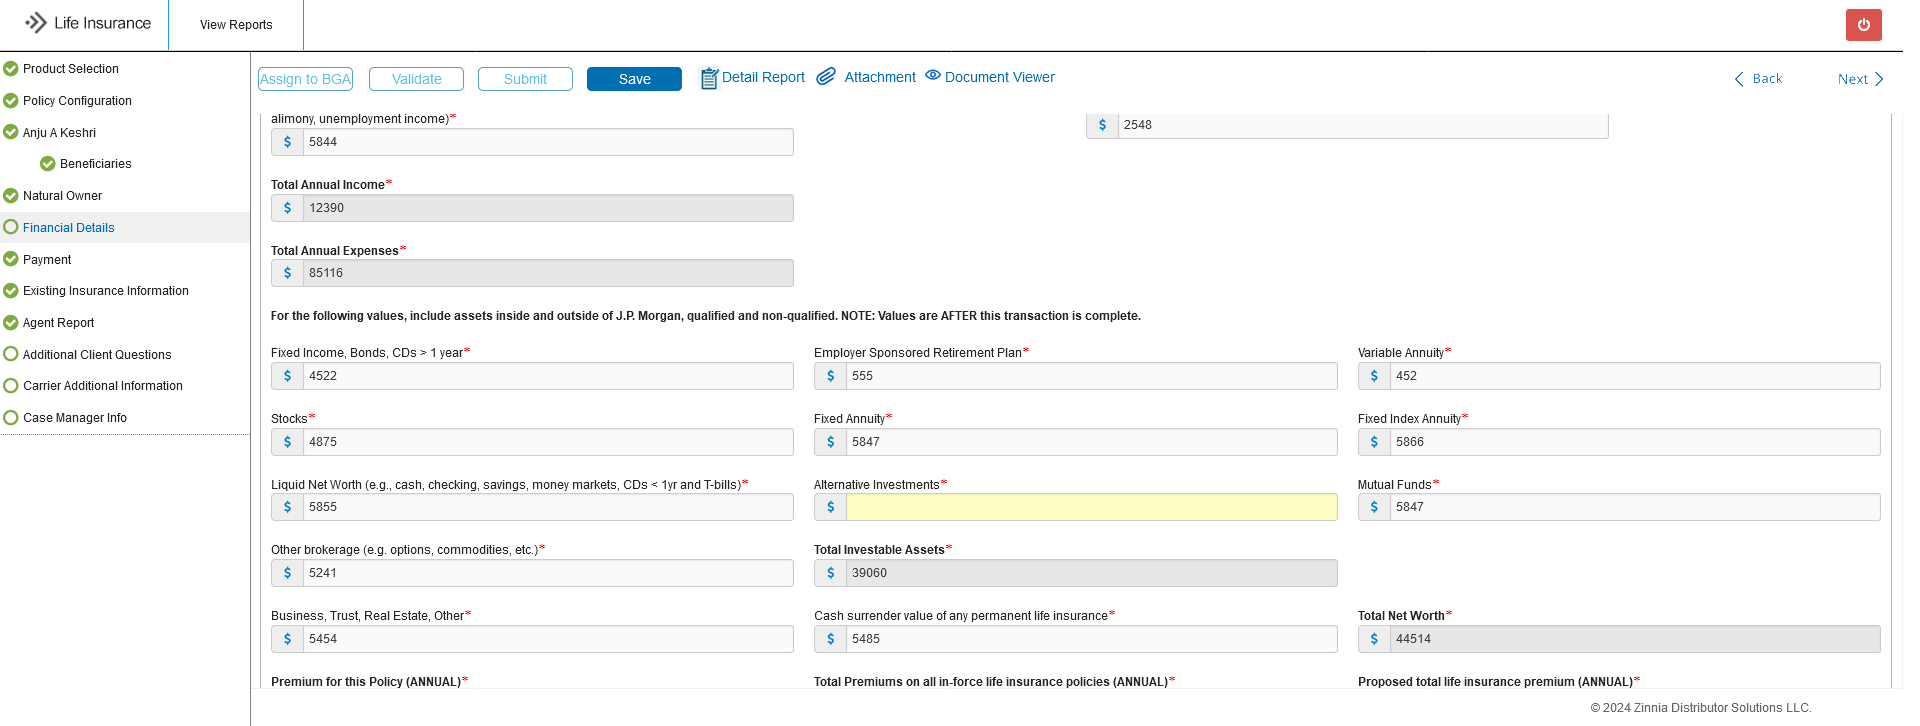 Life Insurance
View Reports
Product Selection
Policy Configuration
Anju A Keshri
Beneficiaries
Natural Owner
Financial Details
Payment
Existing Insurance Information
Agent Report
Additional Client Questions
Carrier Additional Information
Case Manager Info
Assign to BGA Validate Submit Save Detail Report Attachment Document Viewer Back Next
alimony, unemployment income)*
$ 5844 $ 2548
Total Annual Income*
$ 12390
Total Annual Expenses*
$ 85116
For the following values, include assets inside and outside of J.P. Morgan, qualified and non-qualified. NOTE: Values are AFTER this transaction is complete.
Fixed Income, Bonds, CDs > 1 year* Employer Sponsored Retirement Plan* Variable Annuity*
$ 4522 $ 555 $ 452
Stocks* Fixed Annuity* Fixed Index Annuity*
$ 4875 $ 5847 $ 5866
Liquid Net Worth (e.g., cash, checking, savings, money markets, CDs < 1yr and T-bills)* Alternative Investments* Mutual Funds*
$ 5855 $ $ 5847
Other brokerage (e.g. options, commodities, etc.)* Total Investable Assets*
$ 5241 $ 39060
Business, Trust, Real Estate, Other* Cash surrender value of any permanent life insurance* Total Net Worth*
$ 5454 $ 5485 $ 44514
Premium for this Policy (ANNUAL)* Total Premiums on all in-force life insurance policies (ANNUAL)* Proposed total life insurance premium (ANNUAL)*
© 2024 Zinnia Distributor Solutions LLC.